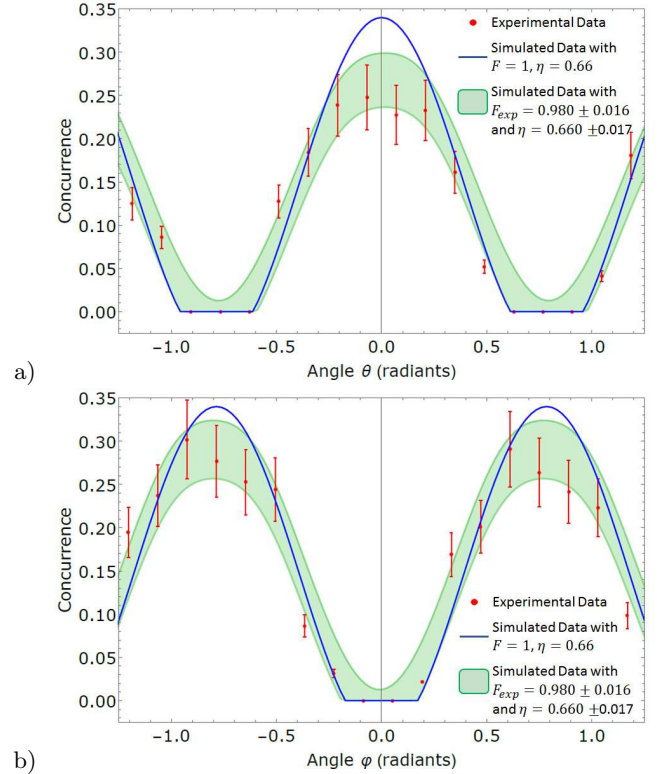 0.35
0.30
0.25
0.20
0.15
0.10
0.05
0.00
Concurrence
Experimental Data
Simulated Data with
F = 1, η = 0.66
Simulated Data with
F_exp = 0.980 ± 0.016
and η = 0.660 ±0.017
−1.0 −0.5 0.0 0.5 1.0
Angle θ (radiants)
a)
0.35
0.30
0.25
0.20
0.15
0.10
0.05
0.00
Concurrence
Experimental Data
Simulated Data with
F = 1, η = 0.66
Simulated Data with
F_exp = 0.980 ± 0.016
and η = 0.660 ±0.017
−1.0 −0.5 0.0 0.5 1.0
Angle φ (radiants)
b)